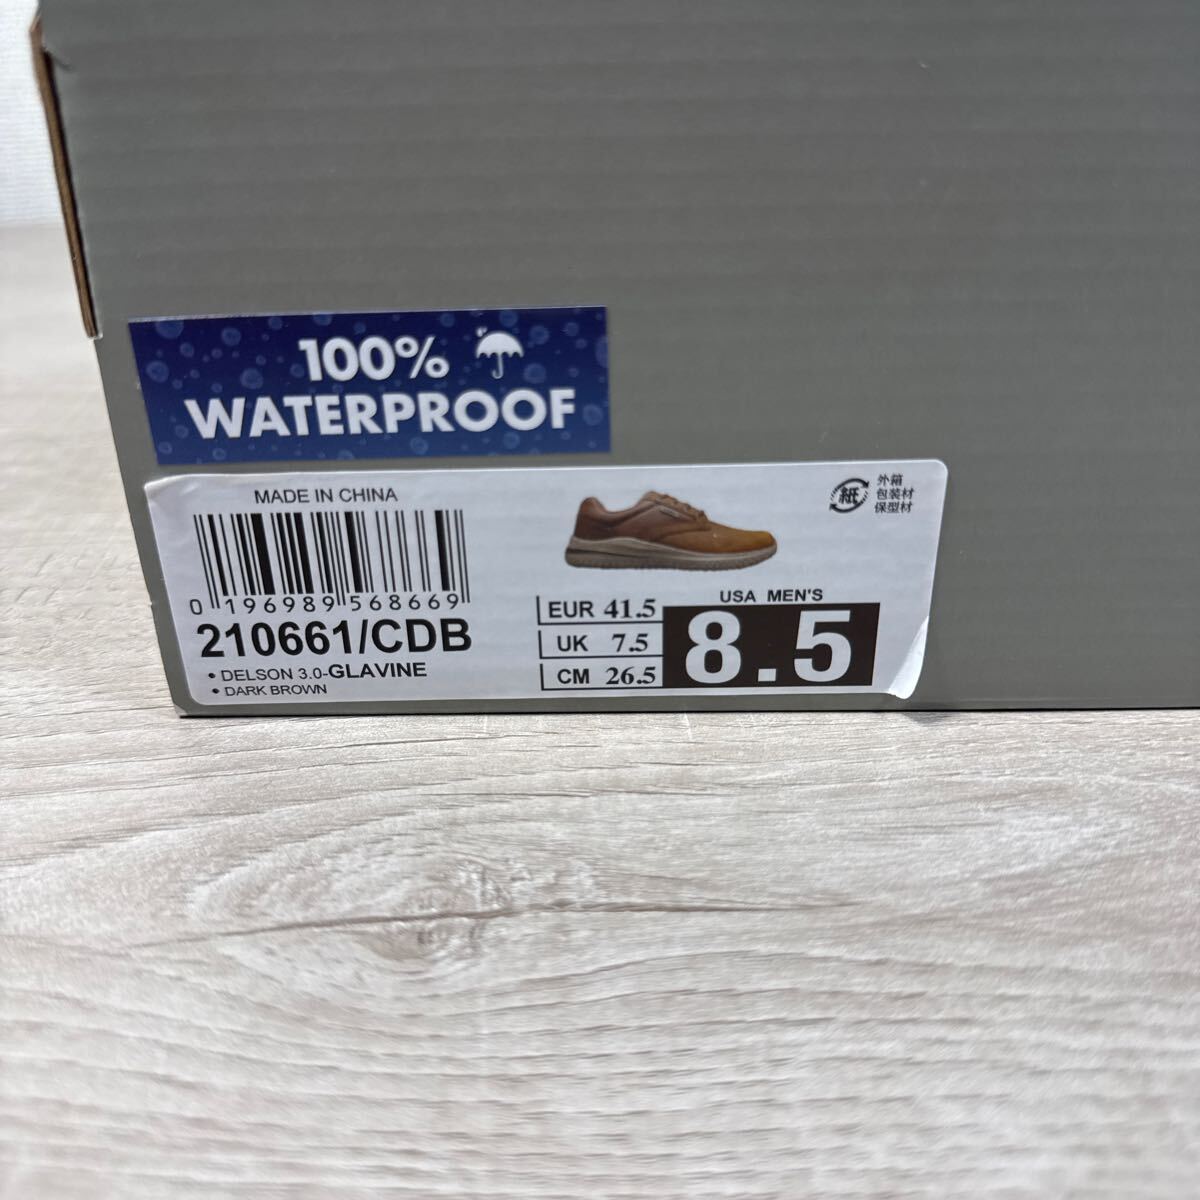 100%
WATERPROOF
MADE IN CHINA
0 196989 568669
210661/CDB
• DELSON 3.0-GLAVINE
• DARK BROWN
紙
外箱
包装材
保型材
USA MEN'S
EUR 41.5
UK 7.5
CM 26.5
8.5